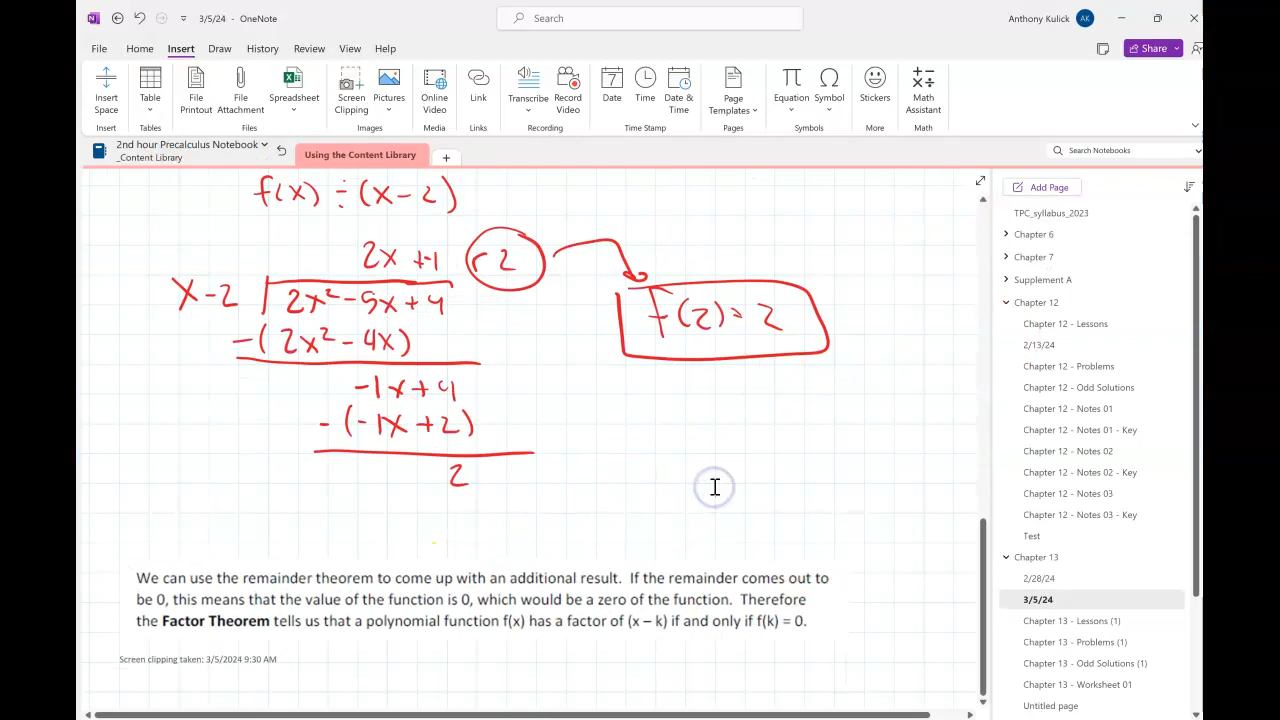 3/5/24 - OneNote
Search
Anthony Kulick
AK
File Home Insert Draw History Review View Help
Share
Insert Space
Table
File Printout
File Attachment
Spreadsheet
Screen Clipping
Pictures
Online Video
Link
Transcribe
Record Video
Date
Time
Date & Time
Page Templates
Equation
Symbol
Stickers
Math Assistant
Insert
Tables
Files
Images
Media
Links
Recording
Time Stamp
Pages
Symbols
More
Math
2nd hour Precalculus Notebook
_Content Library
Using the Content Library
+
Search Notebooks
f(x) ÷ (x-2)
2x + -1 r 2
x-2 2x² - 5x + 4
-(2x² - 4x)
-1x + 4
-(-1x + 2)
2
f(2) = 2
We can use the remainder theorem to come up with an additional result. If the remainder comes out to
be 0, this means that the value of the function is 0, which would be a zero of the function. Therefore
the Factor Theorem tells us that a polynomial function f(x) has a factor of (x – k) if and only if f(k) = 0.
Screen clipping taken: 3/5/2024 9:30 AM
Add Page
TPC_syllabus_2023
Chapter 6
Chapter 7
Supplement A
Chapter 12
Chapter 12 - Lessons
2/13/24
Chapter 12 - Problems
Chapter 12 - Odd Solutions
Chapter 12 - Notes 01
Chapter 12 - Notes 01 - Key
Chapter 12 - Notes 02
Chapter 12 - Notes 02 - Key
Chapter 12 - Notes 03
Chapter 12 - Notes 03 - Key
Test
Chapter 13
2/28/24
3/5/24
Chapter 13 - Lessons (1)
Chapter 13 - Problems (1)
Chapter 13 - Odd Solutions (1)
Chapter 13 - Worksheet 01
Untitled page